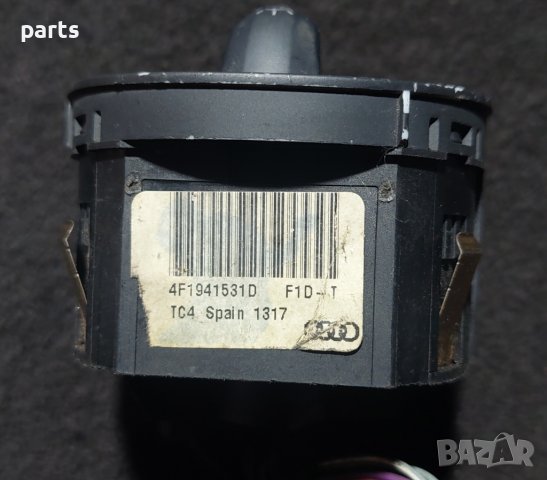 parts
4F1941531D F1D- T
TC4 Spain 1317
BAZAR